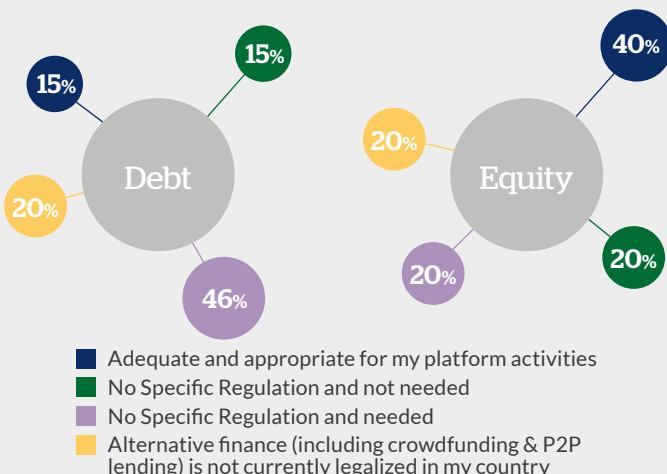 15%
15%
Debt
20%
46%
40%
20%
Equity
20%
20%
Adequate and appropriate for my platform activities
No Specific Regulation and not needed
No Specific Regulation and needed
Alternative finance (including crowdfunding & P2P
lending) is not currently legalized in my country